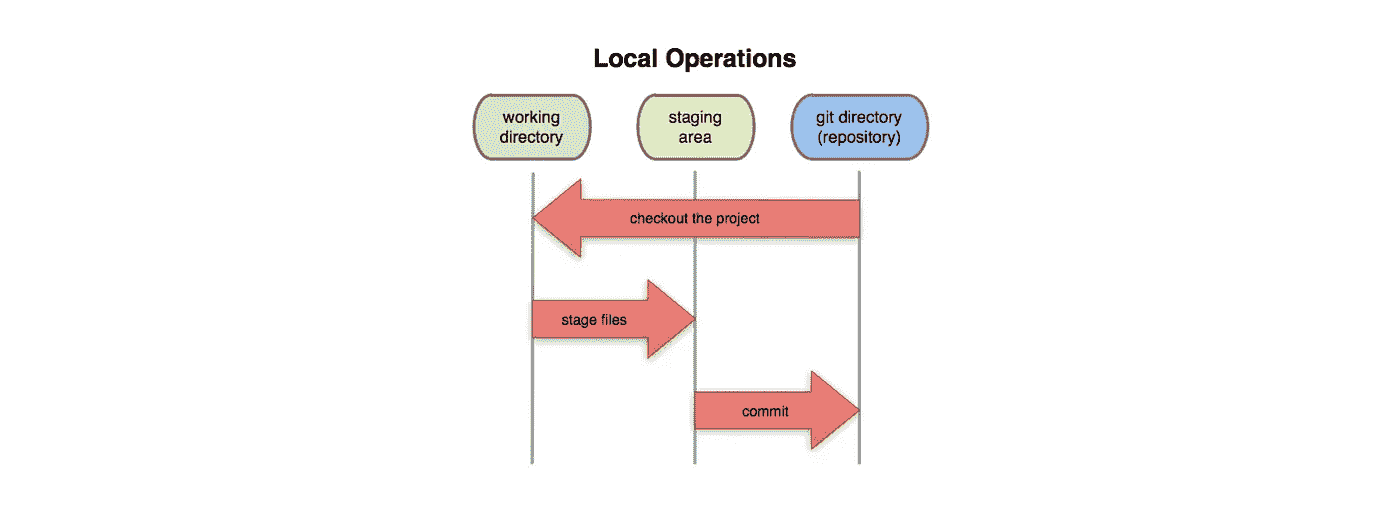 Local Operations
working
directory
staging
area
git directory
(repository)
checkout the project
stage files
commit